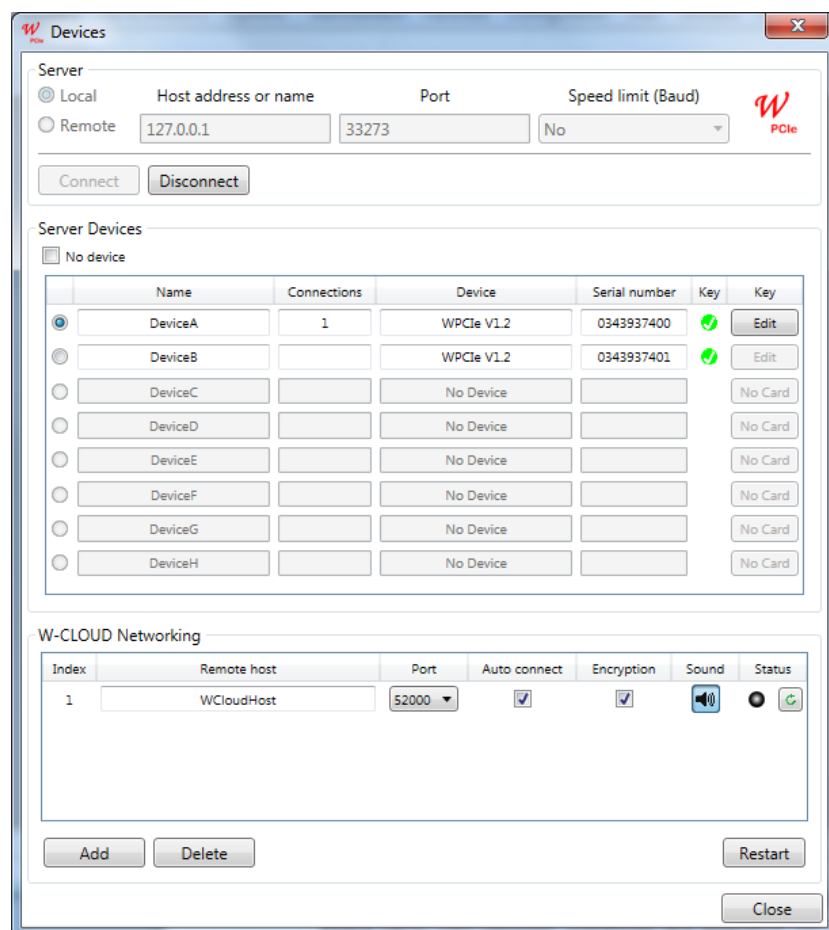 W PCIe Devices
Server
Local Host address or name Port Speed limit (Baud)
Remote 127.0.0.1 33273 No
W
PCIe
Connect Disconnect
Server Devices
No device
Name Connections Device Serial number Key Key
DeviceA 1 WPCIe V1.2 0343937400 Edit
DeviceB WPCIe V1.2 0343937401 Edit
DeviceC No Device No Card
DeviceD No Device No Card
DeviceE No Device No Card
DeviceF No Device No Card
DeviceG No Device No Card
DeviceH No Device No Card
W-CLOUD Networking
Index Remote host Port Auto connect Encryption Sound Status
1 WCloudHost 52000
Add Delete Restart
Close